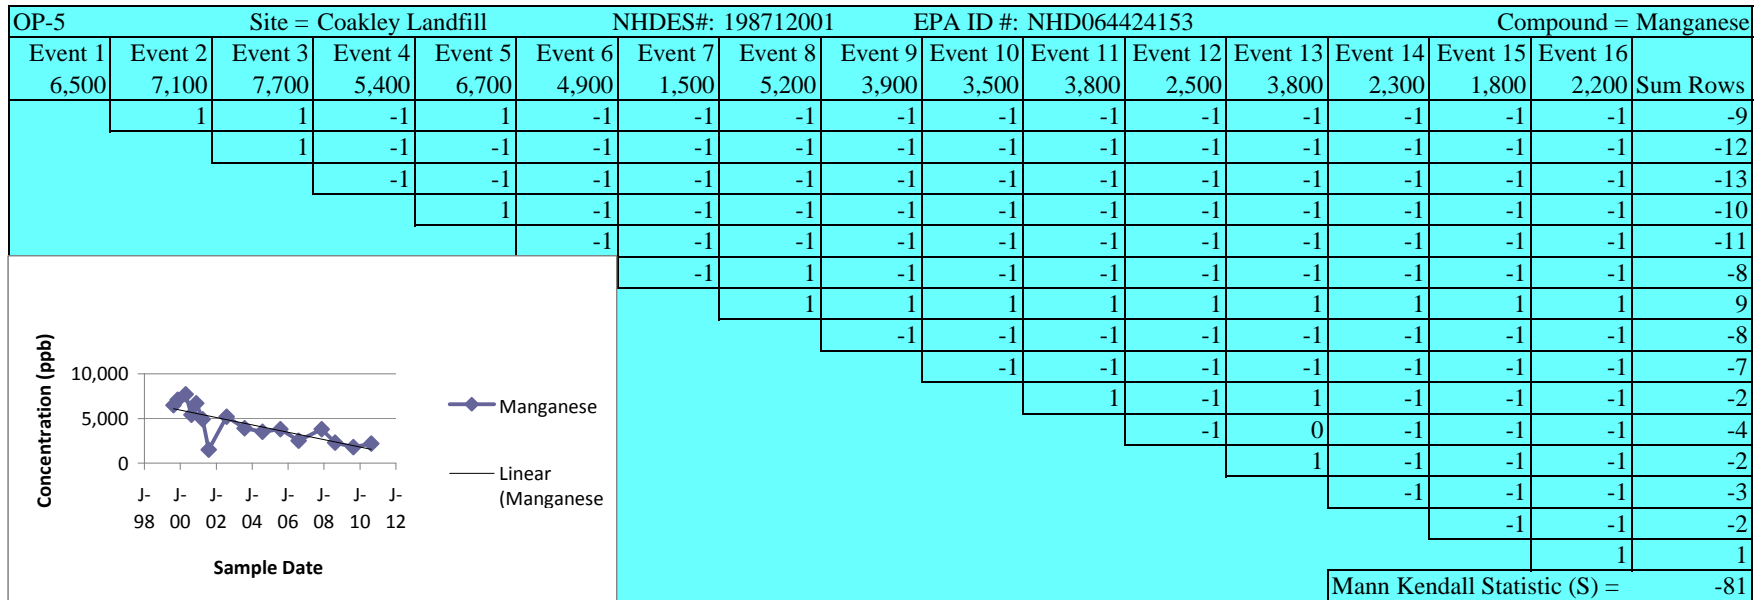 OP-5 Site = Coakley Landfill NHDES#: 198712001 EPA ID #: NHD064424153 Compound = Manganese
Event 1 Event 2 Event 3 Event 4 Event 5 Event 6 Event 7 Event 8 Event 9 Event 10 Event 11 Event 12 Event 13 Event 14 Event 15 Event 16
6,500 7,100 7,700 5,400 6,700 4,900 1,500 5,200 3,900 3,500 3,800 2,500 3,800 2,300 1,800 2,200 Sum Rows
1 1 -1 1 -1 -1 -1 -1 -1 -1 -1 -1 -1 -1 -1 -9
1 -1 -1 -1 -1 -1 -1 -1 -1 -1 -1 -1 -1 -1 -12
-1 -1 -1 -1 -1 -1 -1 -1 -1 -1 -1 -1 -1 -13
1 -1 -1 -1 -1 -1 -1 -1 -1 -1 -1 -1 -10
-1 -1 -1 -1 -1 -1 -1 -1 -1 -1 -1 -11
-1 1 -1 -1 -1 -1 -1 -1 -1 -1 -8
1 1 1 1 1 1 1 1 1 9
-1 -1 -1 -1 -1 -1 -1 -1 -8
-1 -1 -1 -1 -1 -1 -1 -7
1 -1 1 -1 -1 -1 -2
-1 0 -1 -1 -1 -4
1 -1 -1 -1 -2
-1 -1 -1 -3
-1 -1 -2
1 1
Mann Kendall Statistic (S) = -81
Concentration (ppb)
10,000
5,000
0
J- J- J- J- J- J- J- J-
98 00 02 04 06 08 10 12
Sample Date
Manganese
Linear
(Manganese